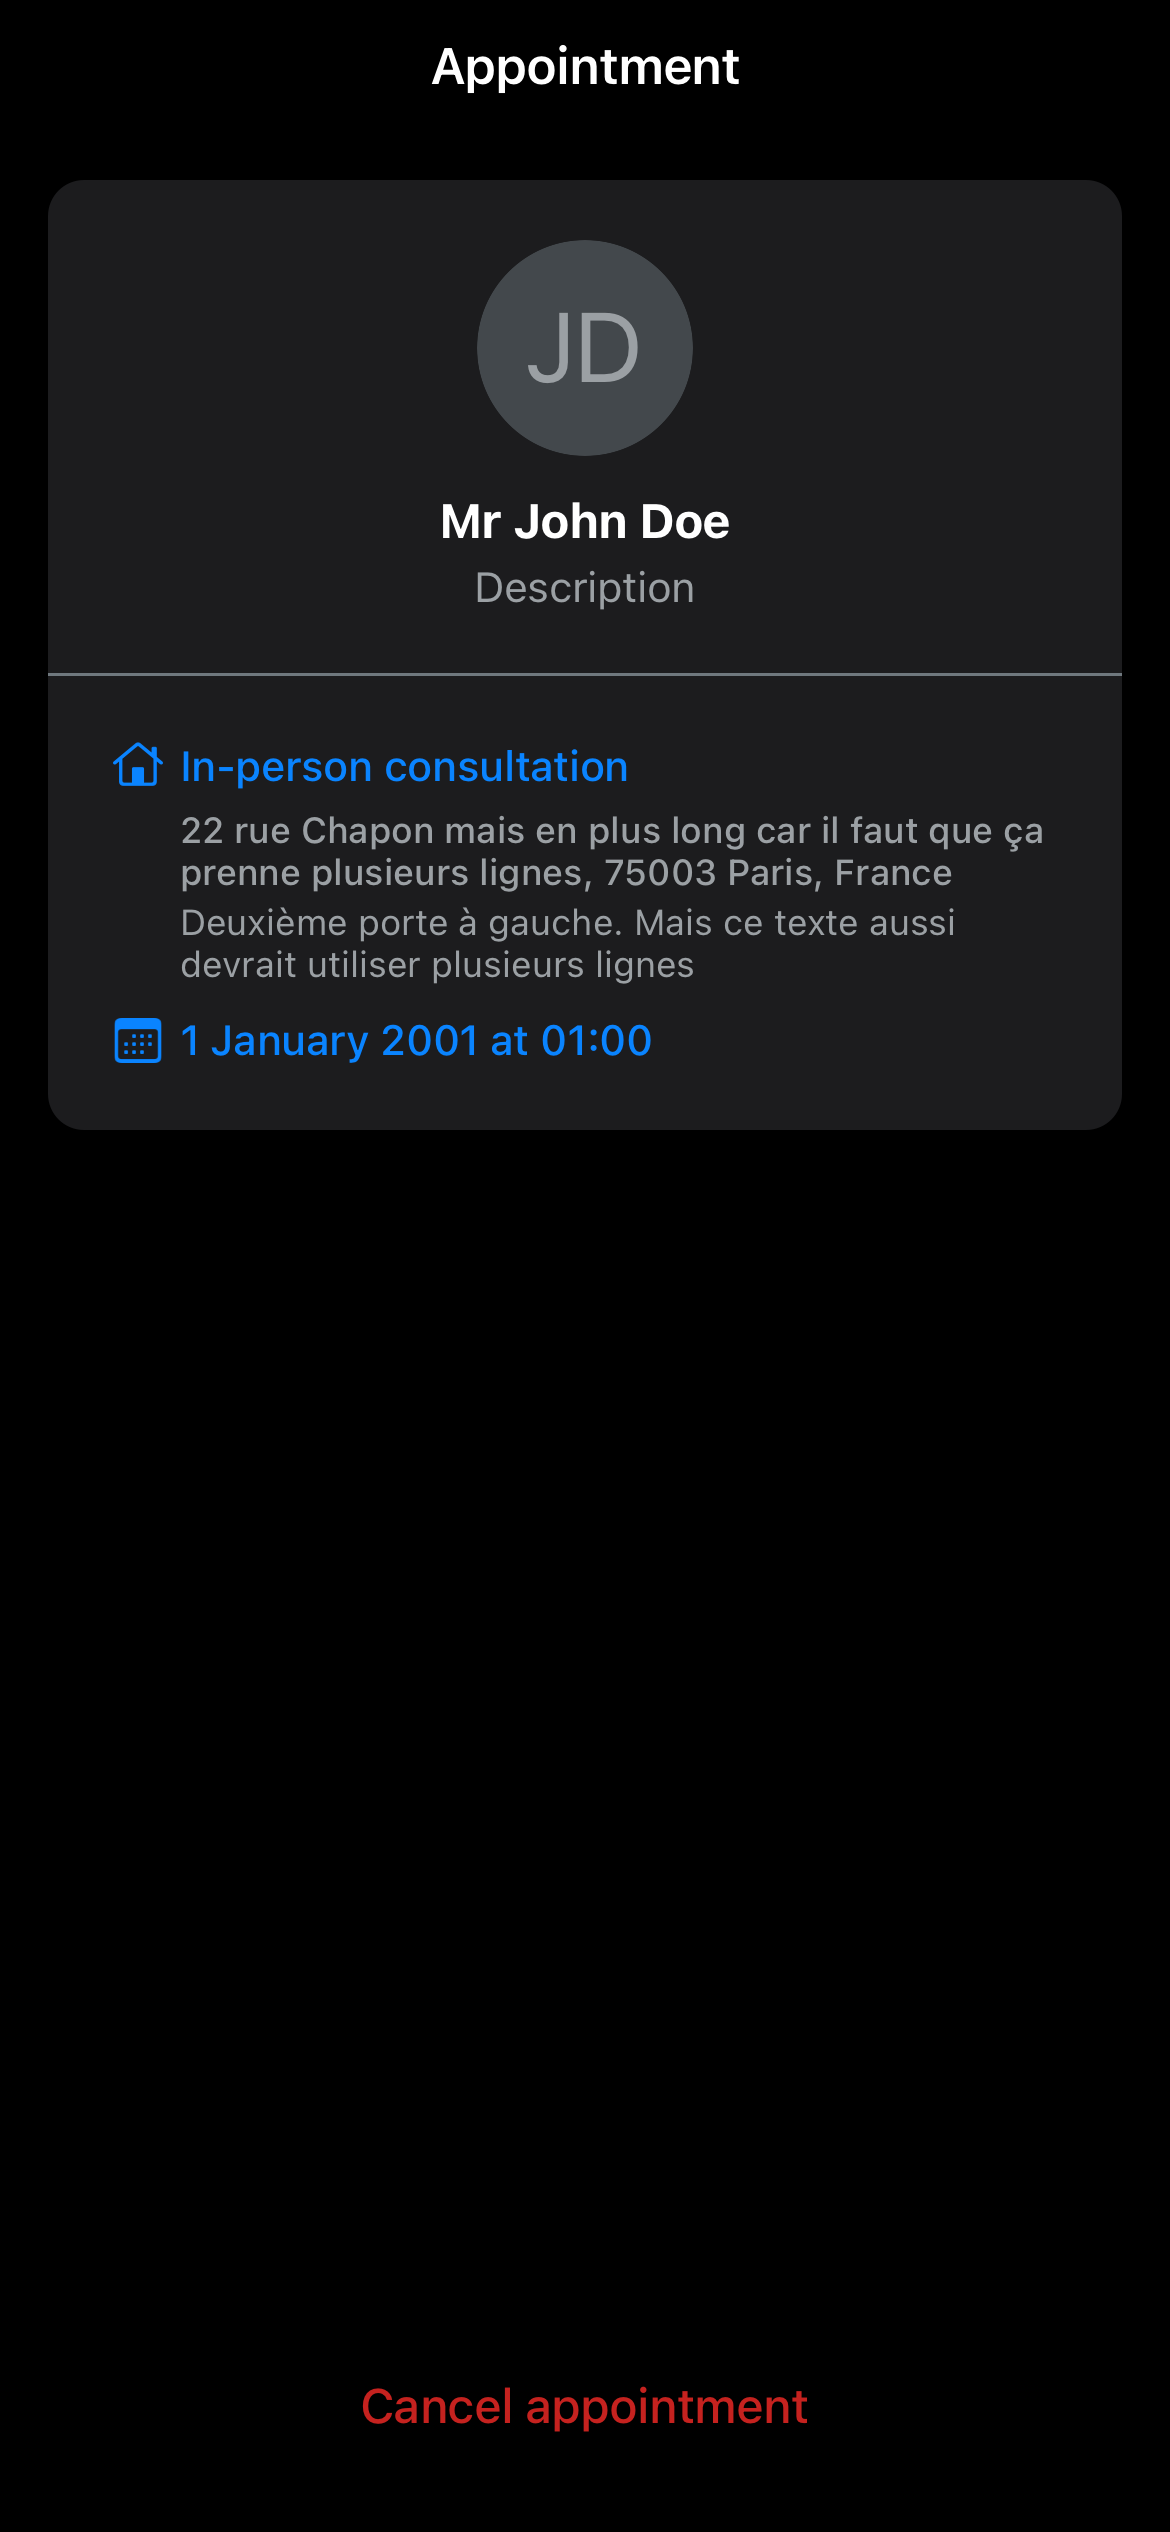 Appointment
JD
Mr John Doe
Description
In-person consultation
22 rue Chapon mais en plus long car il faut que ça
prenne plusieurs lignes, 75003 Paris, France
Deuxième porte à gauche. Mais ce texte aussi
devrait utiliser plusieurs lignes
1 January 2001 at 01:00
Cancel appointment